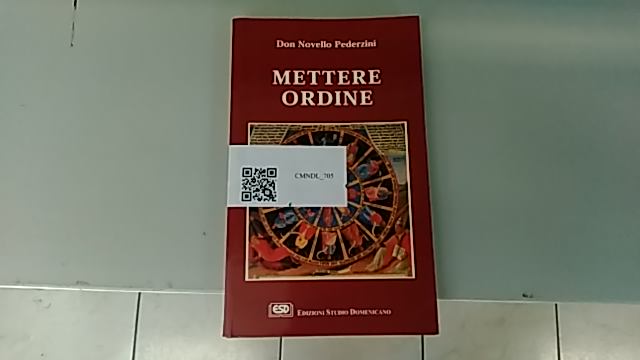 Don Novello Pederzini
METTERE
ORDINE
CMNDL_705
ESD EDIZIONI STUDIO DOMENICANO